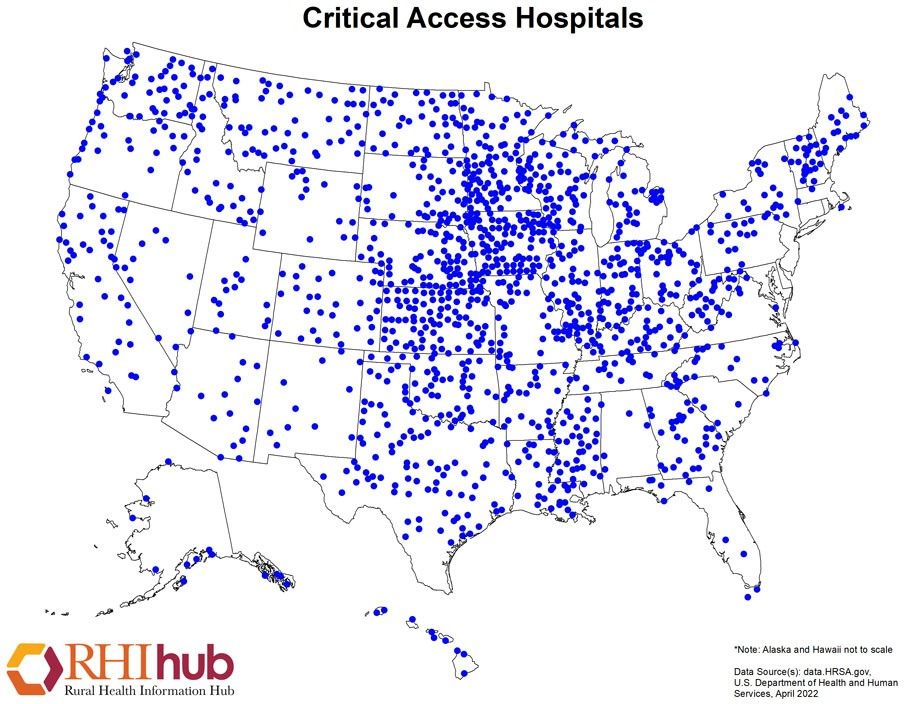 Critical Access Hospitals
*Note: Alaska and Hawaii not to scale
Data Source(s): data.HRSA.gov,
U.S. Department of Health and Human
Services, April 2022
RHIhub
Rural Health Information Hub